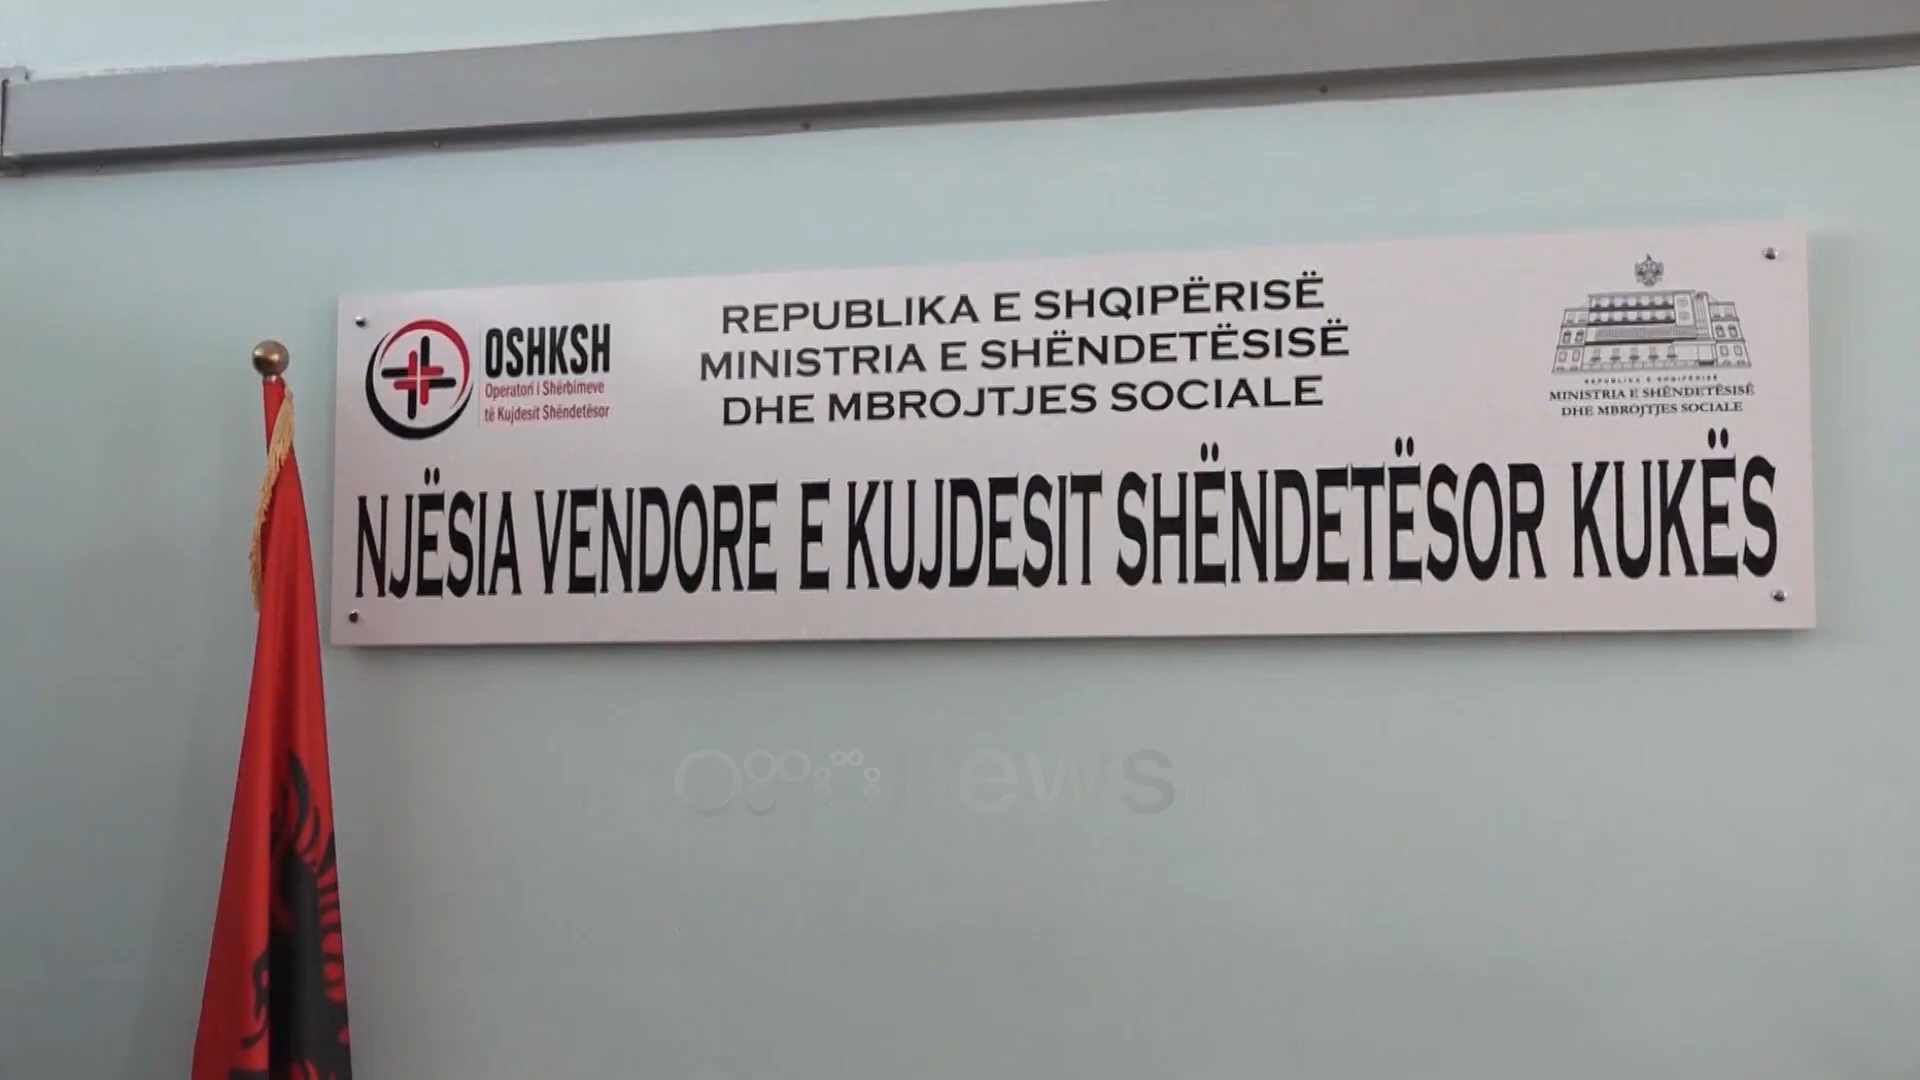 OSHKSH
Operatori i Shërbimeve
të Kujdesit Shëndetësor
REPUBLIKA E SHQIPËRISË
MINISTRIA E SHËNDETËSISË
DHE MBROJTJES SOCIALE
REPUBLIKA E SHQIPËRISË
MINISTRIA E SHËNDETËSISË
DHE MBROJTJES SOCIALE
NJËSIA VENDORE E KUJDESIT SHËNDETËSOR KUKËS
news